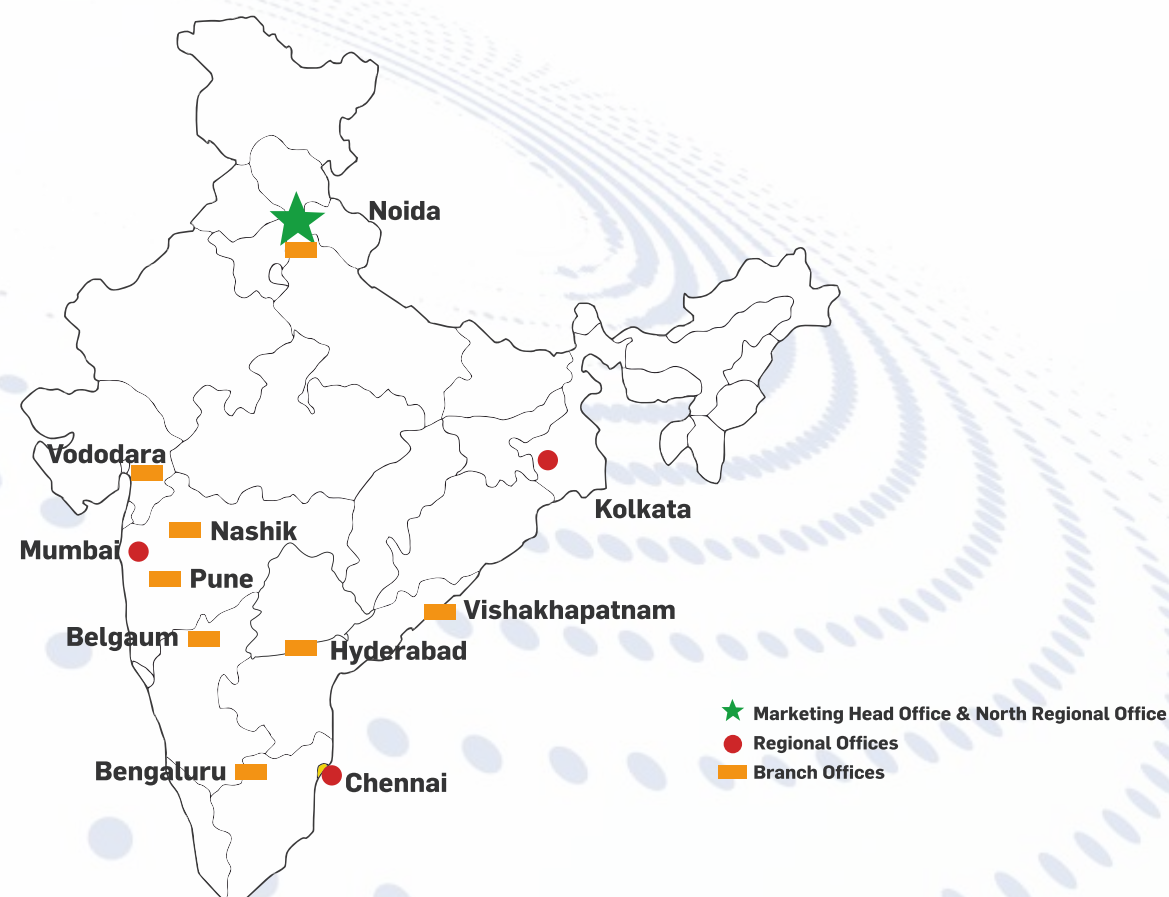 Noida
Vododara
Kolkata
Nashik
Mumbai
Pune
Vishakhapatnam
Belgaum
Hyderabad
Marketing Head Office & North Regional Office
Regional Offices
Branch Offices
Bengaluru
Chennai